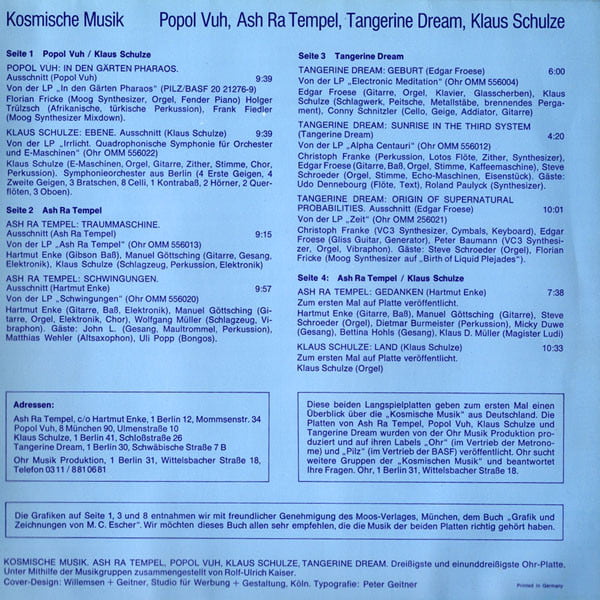 Kosmische Musik Popol Vuh, Ash Ra Tempel, Tangerine Dream, Klaus Schulze
Seite 1 Popol Vuh / Klaus Schulze
POPOL VUH: IN DEN GÄRTEN PHARAOS.
Ausschnitt (Popol Vuh) 9:39
Von der LP „In den Gärten Pharaos" (PILZ/BASF 20 21276-9)
Florian Fricke (Moog Synthesizer, Orgel, Fender Piano) Holger
Trülzsch (Afrikanische, türkische Perkussion), Frank Fiedler
(Moog Synthesizer Mixdown).
KLAUS SCHULZE: EBENE. Ausschnitt (Klaus Schulze) 9:39
Von der LP „Irrlicht. Quadrophonische Symphonie für Orchester
und E-Maschinen" (Ohr OMM 556022)
Klaus Schulze (E-Maschinen, Orgel, Gitarre, Zither, Stimme, Chor,
Perkussion). Symphonieorchester aus Berlin (4 Erste Geigen, 4
Zweite Geigen, 3 Bratschen, 8 Celli, 1 Kontrabaß, 2 Hörner, 2 Quer-
flöten, 3 Oboen).
Seite 2 Ash Ra Tempel
ASH RA TEMPEL: TRAUMMASCHINE.
Ausschnitt (Ash Ra Tempel) 9:15
Von der LP „Ash Ra Tempel" (Ohr OMM 556013)
Hartmut Enke (Gibson Baß), Manuel Göttsching (Gitarre, Gesang,
Elektronik), Klaus Schulze (Schlagzeug, Perkussion, Elektronik)
ASH RA TEMPEL: SCHWINGUNGEN.
Ausschnitt (Hartmut Enke) 9:57
Von der LP „Schwingungen" (Ohr OMM 556020)
Hartmut Enke (Gitarre, Baß, Elektronik), Manuel Göttsching (Gi-
tarre, Orgel, Elektronik, Chor), Wolfgang Müller (Schlagzeug, Vi-
braphon). Gäste: John L. (Gesang, Maultrommel, Perkussion),
Matthias Wehler (Altsaxophon), Uli Popp (Bongos).
Seite 3 Tangerine Dream
TANGERINE DREAM: GEBURT (Edgar Froese) 6:00
Von der LP „Electronic Meditation" (Ohr OMM 556004)
Edgar Froese (Gitarre, Orgel, Klavier, Glasscherben), Klaus
Schulze (Schlagwerk, Peitsche, Metallstäbe, brennendes Perga-
ment), Conny Schnitzler (Cello, Geige, Addiator, Gitarre)
TANGERINE DREAM: SUNRISE IN THE THIRD SYSTEM
(Tangerine Dream) 4:20
Von der LP „Alpha Centauri" (Ohr OMM 556012)
Christoph Franke (Perkussion, Lotos Flöte, Zither, Synthesizer),
Edgar Froese (Gitarre, Baß, Orgel, Stimme, Kaffeemaschine), Steve
Schroeder (Orgel, Stimme, Echo-Maschinen, Eisenstück). Gäste:
Udo Dennebourg (Flöte, Text), Roland Paulyck (Synthesizer).
TANGERINE DREAM: ORIGIN OF SUPERNATURAL
PROBABILITIES. Ausschnitt (Edgar Froese) 10:01
Von der LP „Zeit" (Ohr OMM 256021)
Christoph Franke (VC3 Synthesizer, Cymbals, Keyboard), Edgar
Froese (Gliss Guitar, Generator), Peter Baumann (VC3 Synthesi-
zer, Orgel, Vibraphon). Gäste: Steve Schroeder (Orgel), Florian
Fricke (Moog Synthesizer auf „Birth of Liquid Plejades").
Seite 4: Ash Ra Tempel / Klaus Schulze
ASH RA TEMPEL: GEDANKEN (Hartmut Enke) 7:38
Zum ersten Mal auf Platte veröffentlicht.
Hartmut Enke (Gitarre, Baß), Manuel Göttsching (Gitarre), Steve
Schroeder (Orgel), Dietmar Burmeister (Perkussion), Micky Duwe
(Gesang), Bettina Hohls (Gesang), Klaus D. Müller (Magister Ludi)
KLAUS SCHULZE: LAND (Klaus Schulze) 10:33
Zum ersten Mal auf Platte veröffentlicht.
Klaus Schulze (Orgel)
Adressen:
Ash Ra Tempel, c/o Hartmut Enke, 1 Berlin 12, Mommsenstr. 34
Popol Vuh, 8 München 90, Ulmenstraße 10
Klaus Schulze, 1 Berlin 41, Schloßstraße 26
Tangerine Dream, 1 Berlin 30, Schwäbische Straße 7 B
Ohr Musik Produktion, 1 Berlin 31, Wittelsbacher Straße 18,
Telefon 0311 / 8810681
Diese beiden Langspielplatten geben zum ersten Mal einen
Überblick über die „Kosmische Musik" aus Deutschland. Die
Platten von Ash Ra Tempel, Popol Vuh, Klaus Schulze und
Tangerine Dream wurden von der Ohr Musik Produktion pro-
duziert und auf ihren Labels „Ohr" (im Vertrieb der Metrono-
me) und „Pilz" (im Vertrieb der BASF) veröffentlicht. Ohr sucht
weitere Gruppen der „Kosmischen Musik" und beantwortet
Ihre Fragen. Ohr, 1 Berlin 31, Wittelsbacher Straße 18.
Die Grafiken auf Seite 1, 3 und 8 entnahmen wir mit freundlicher Genehmigung des Moos-Verlages, München, dem Buch „Grafik und
Zeichnungen von M. C. Escher". Wir möchten dieses Buch allen sehr empfehlen, die die Musik der beiden Platten richtig gehört haben.
KOSMISCHE MUSIK. ASH RA TEMPEL, POPOL VUH, KLAUS SCHULZE, TANGERINE DREAM. Dreißigste und einunddreißigste Ohr-Platte.
Unter Mithilfe der Musikgruppen zusammengestellt von Rolf-Ulrich Kaiser.
Cover-Design: Willemsen + Geitner, Studio für Werbung + Gestaltung, Köln. Typografie: Peter Geitner
Printed in Germany